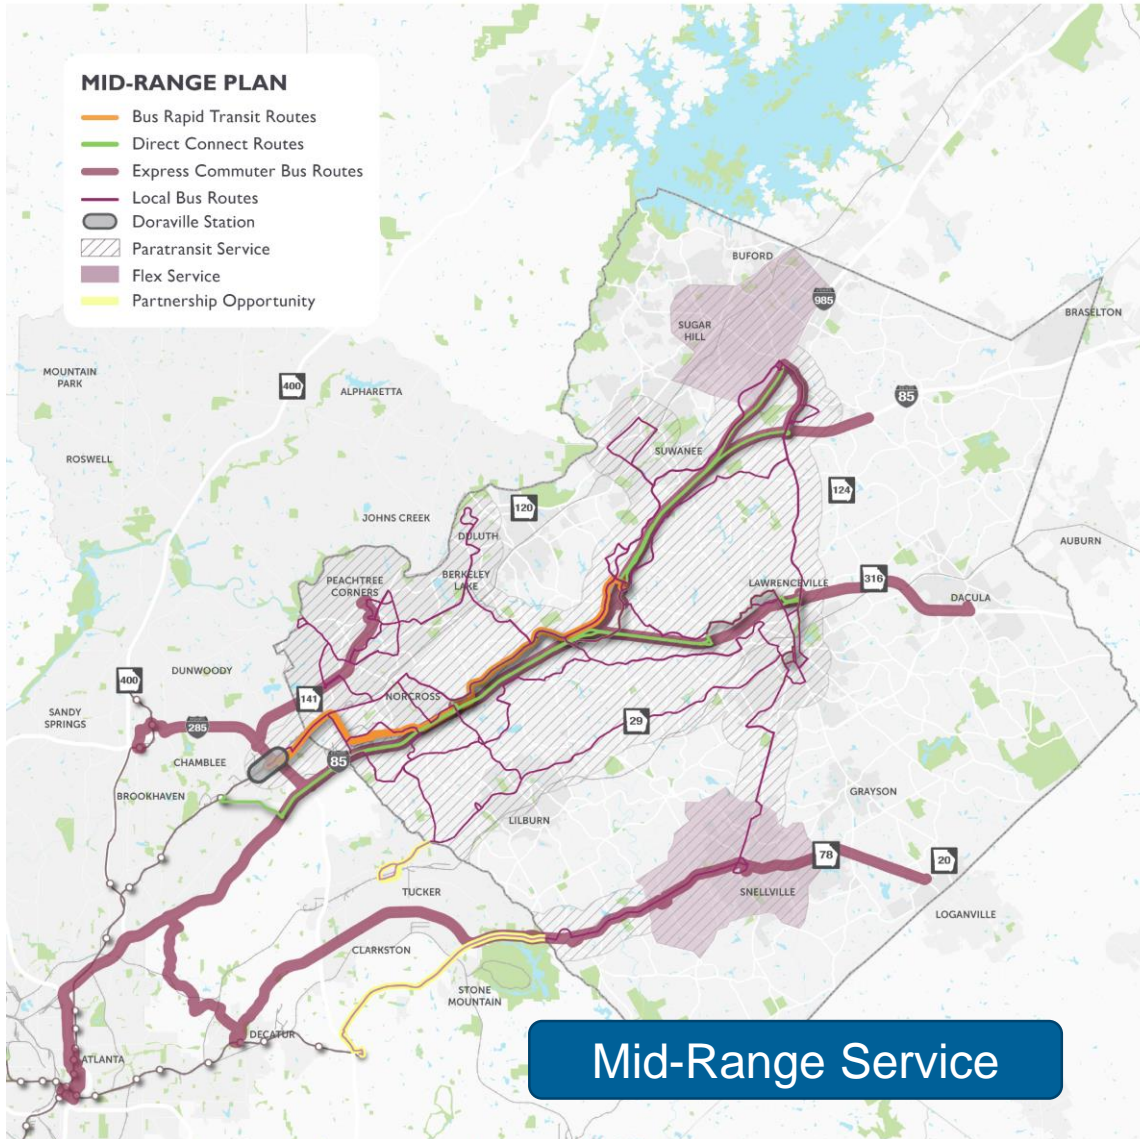 MID-RANGE PLAN
Bus Rapid Transit Routes
Direct Connect Routes
Express Commuter Bus Routes
Local Bus Routes
Doraville Station
Paratransit Service
Flex Service
Partnership Opportunity
BUFORD
985
BRASELTON
SUGAR
HILL
MOUNTAIN
PARK
400
ALPHARETTA
85
ROSWELL
SUWANEE
124
120
JOHNS CREEK
DULUTH
AUBURN
PEACHTREE
CORNERS
BERKELEY
LAKE
LAWRENCEVILLE
316
DACULA
DUNWOODY
400
141
NORCROSS
SANDY
SPRINGS
285
29
CHAMBLEE
85
BROOKHAVEN
GRAYSON
LILBURN
78
20
TUCKER
SNELLVILLE
LOGANVILLE
CLARKSTON
STONE
MOUNTAIN
DECATUR
ATLANTA
Mid-Range Service